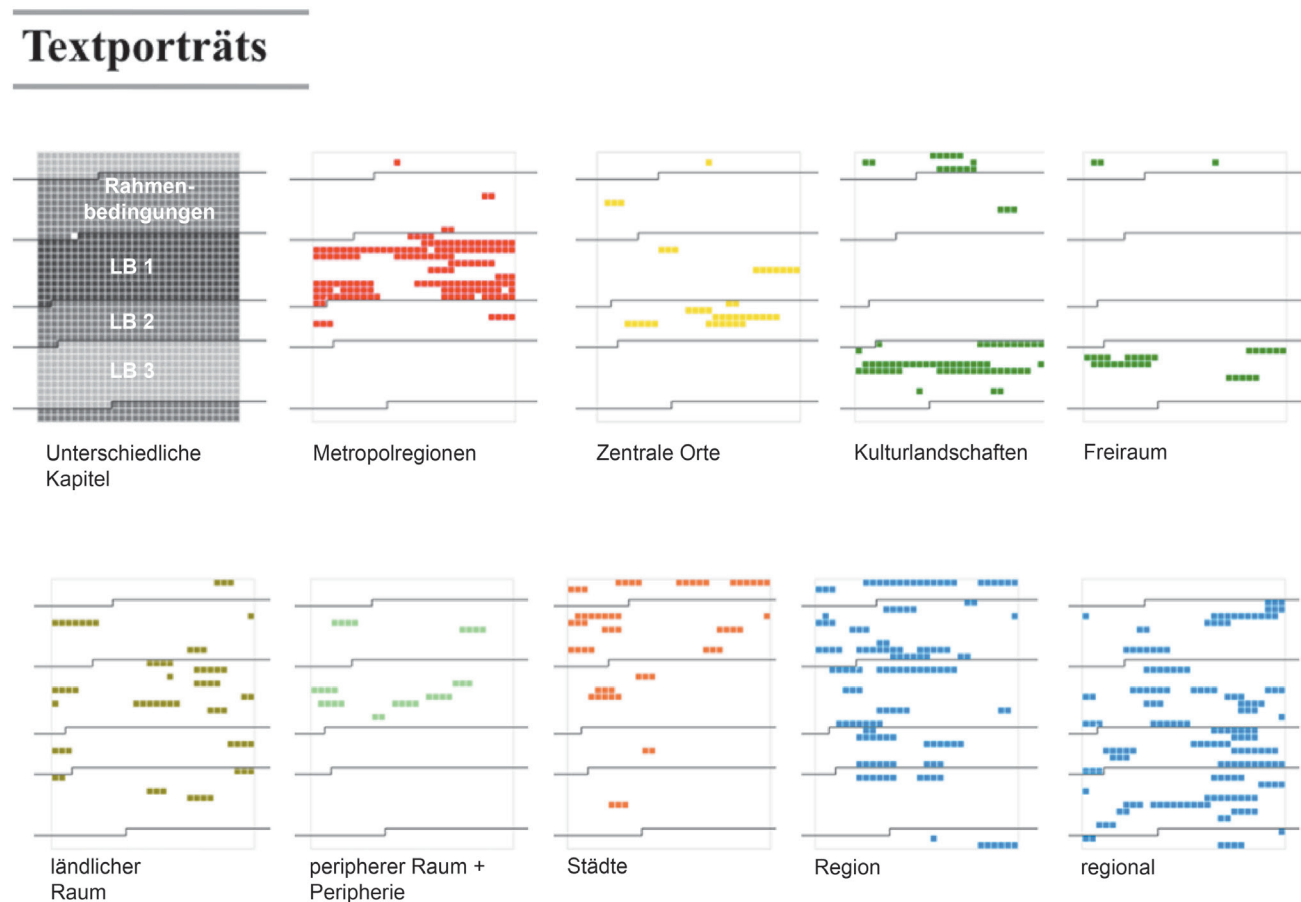 Textporträts
Rahmen-
bedingungen
LB 1
LB 2
LB 3
Unterschiedliche
Kapitel
Metropolregionen
Zentrale Orte
Kulturlandschaften
Freiraum
ländlicher
Raum
peripherer Raum +
Peripherie
Städte
Region
regional